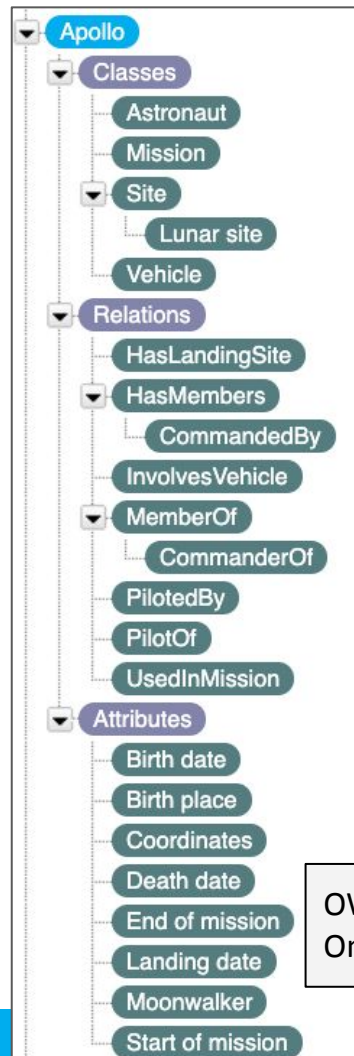 Apollo
Classes
Astronaut
Mission
Site
Lunar site
Vehicle
Relations
HasLandingSite
HasMembers
CommandedBy
InvolvesVehicle
MemberOf
CommanderOf
PilotedBy
PilotOf
UsedInMission
Attributes
Birth date
Birth place
Coordinates
Death date
End of mission
Landing date
Moonwalker
Start of mission